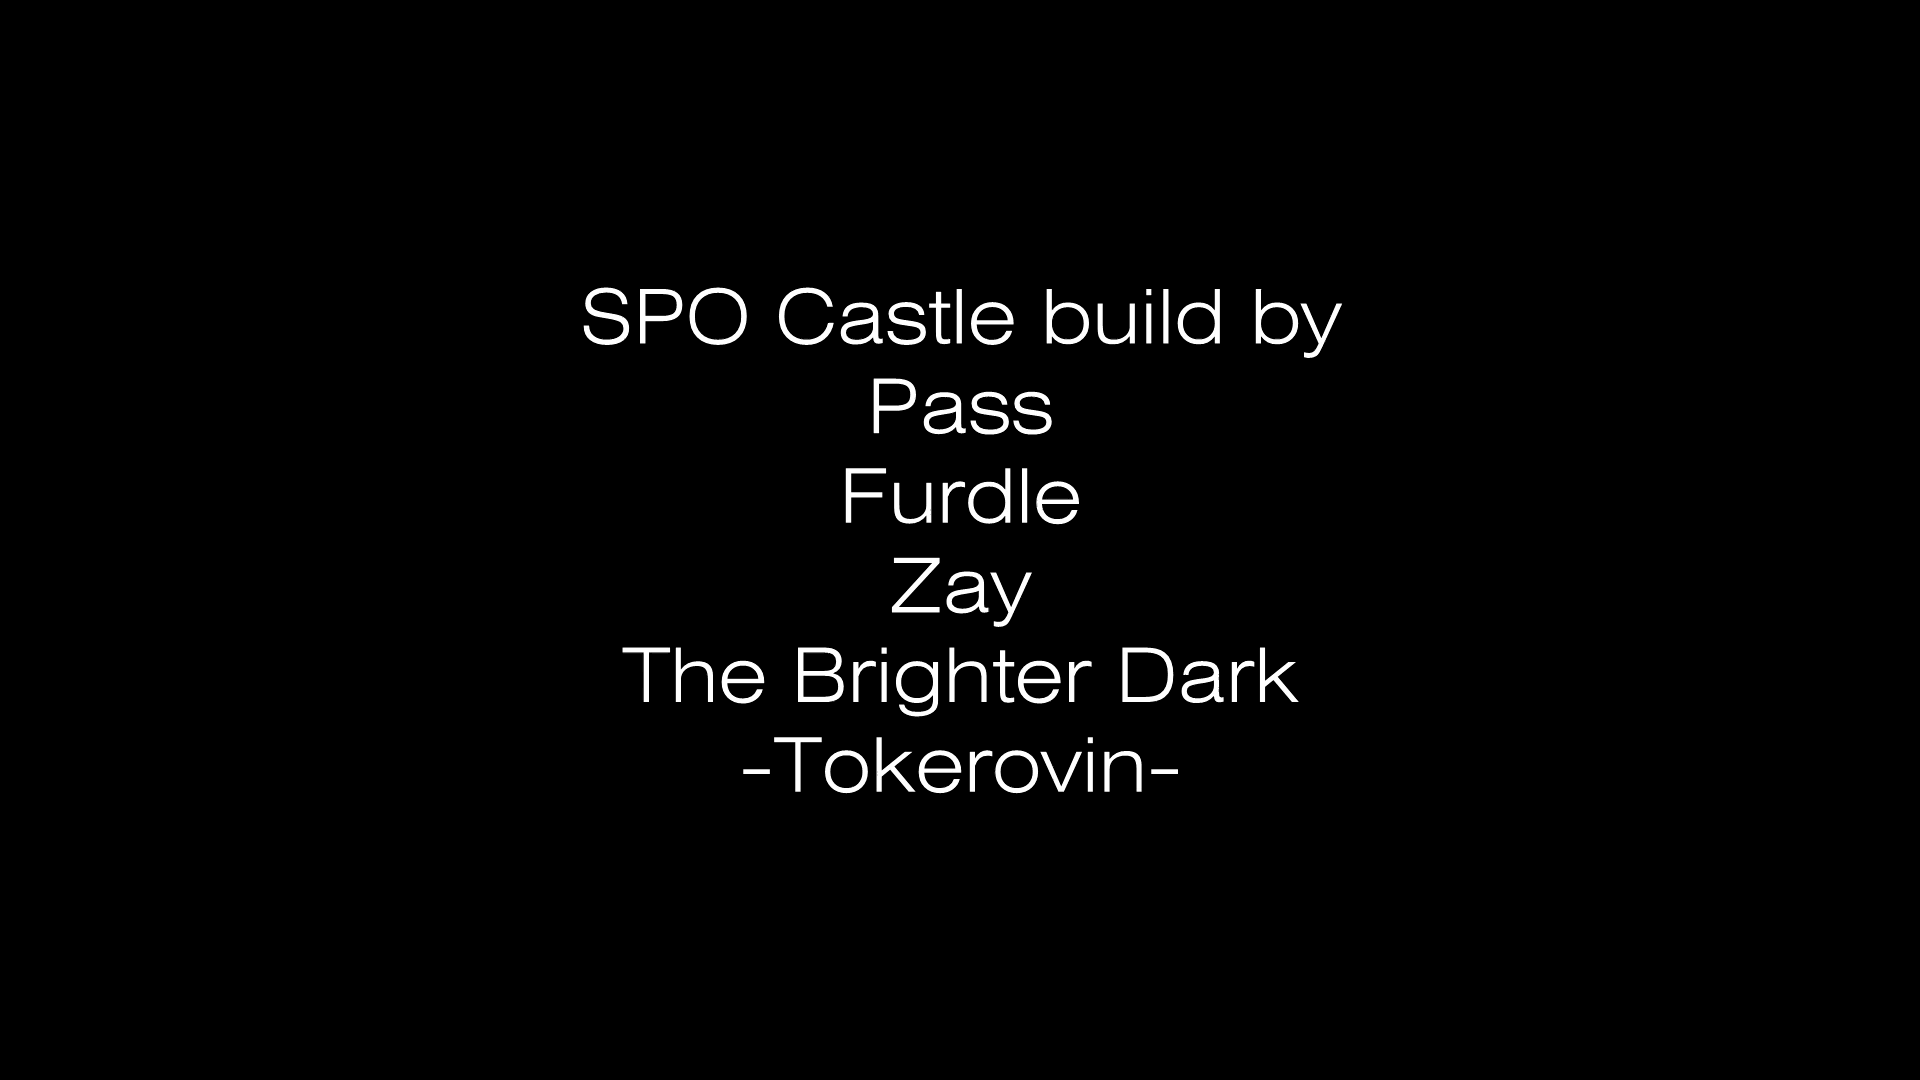 SPO Castle build by
Pass
Furdle
Zay
The Brighter Dark
-Tokerovin-